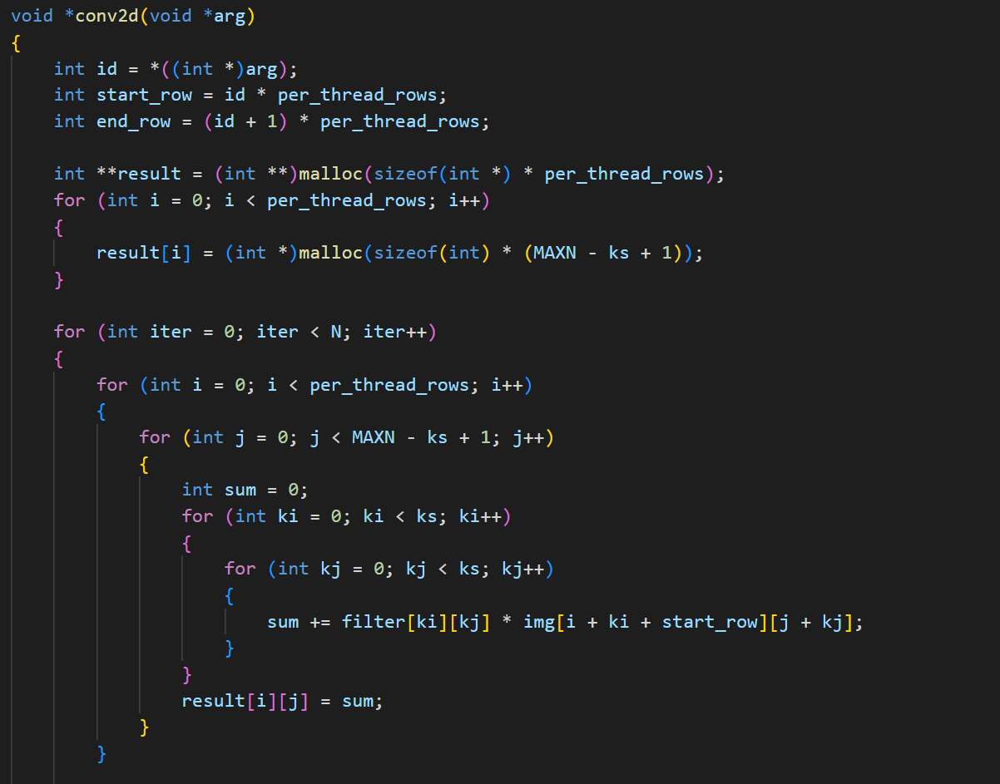 void *conv2d(void *arg)
{
    int id = *((int *)arg);
    int start_row = id * per_thread_rows;
    int end_row = (id + 1) * per_thread_rows;

    int **result = (int **)malloc(sizeof(int *) * per_thread_rows);
    for (int i = 0; i < per_thread_rows; i++)
    {
        result[i] = (int *)malloc(sizeof(int) * (MAXN - ks + 1));
    }

    for (int iter = 0; iter < N; iter++)
    {
        for (int i = 0; i < per_thread_rows; i++)
        {
            for (int j = 0; j < MAXN - ks + 1; j++)
            {
                int sum = 0;
                for (int ki = 0; ki < ks; ki++)
                {
                    for (int kj = 0; kj < ks; kj++)
                    {
                        sum += filter[ki][kj] * img[i + ki + start_row][j + kj];
                    }
                }
                result[i][j] = sum;
            }
        }